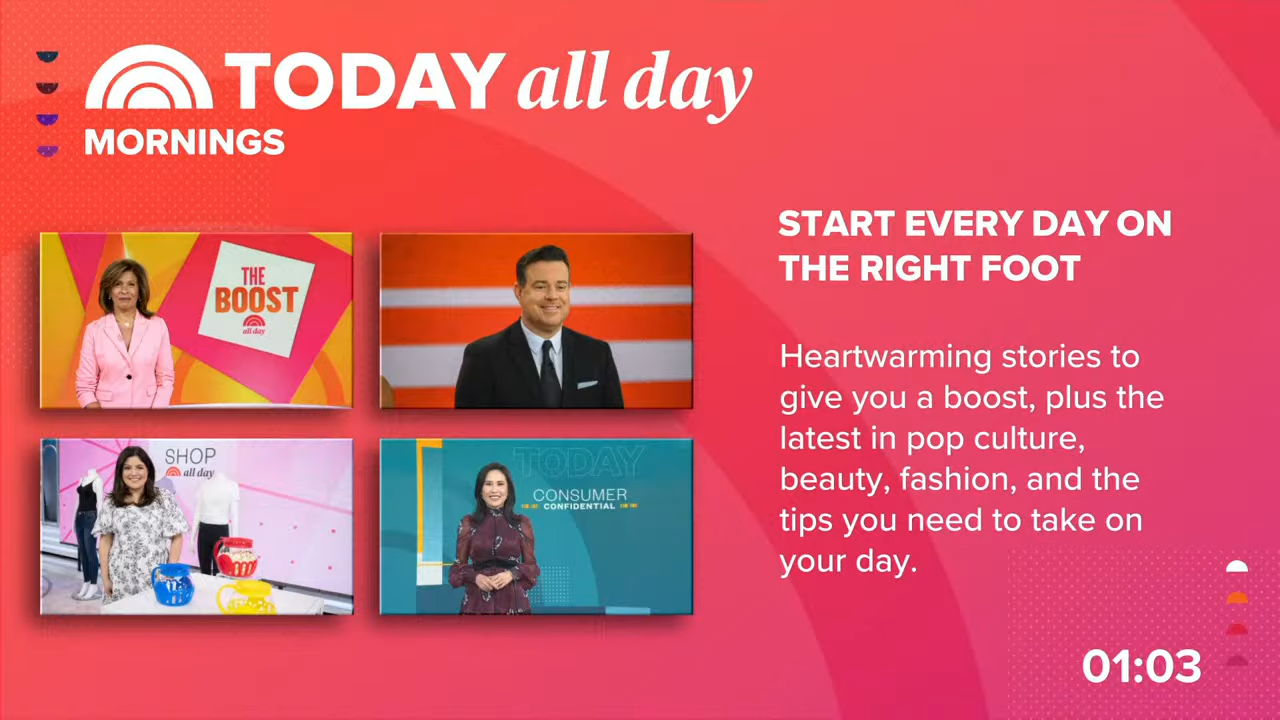 TODAY all day
MORNINGS
THE
BOOST
all day
SHOP
all day
TODAY
CONSUMER
CONFIDENTIAL
START EVERY DAY ON
THE RIGHT FOOT
Heartwarming stories to
give you a boost, plus the
latest in pop culture,
beauty, fashion, and the
tips you need to take on
your day.
01:03